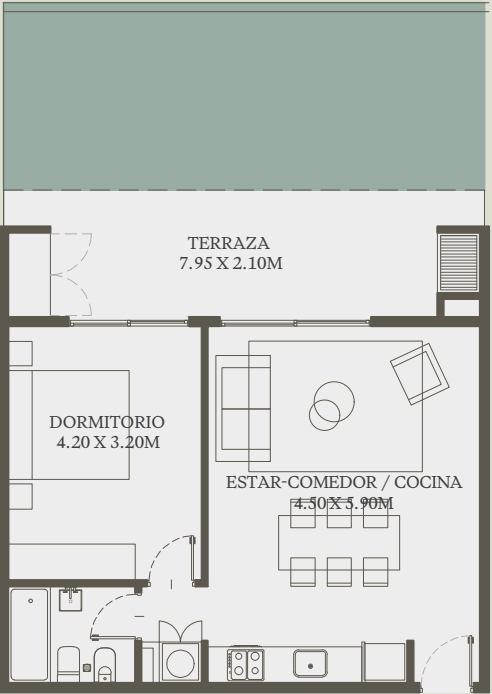 TERRAZA
7.95 X 2.10M
DORMITORIO
4.20 X 3.20M
ESTAR-COMEDOR / COCINA
4.50 X 5.90M